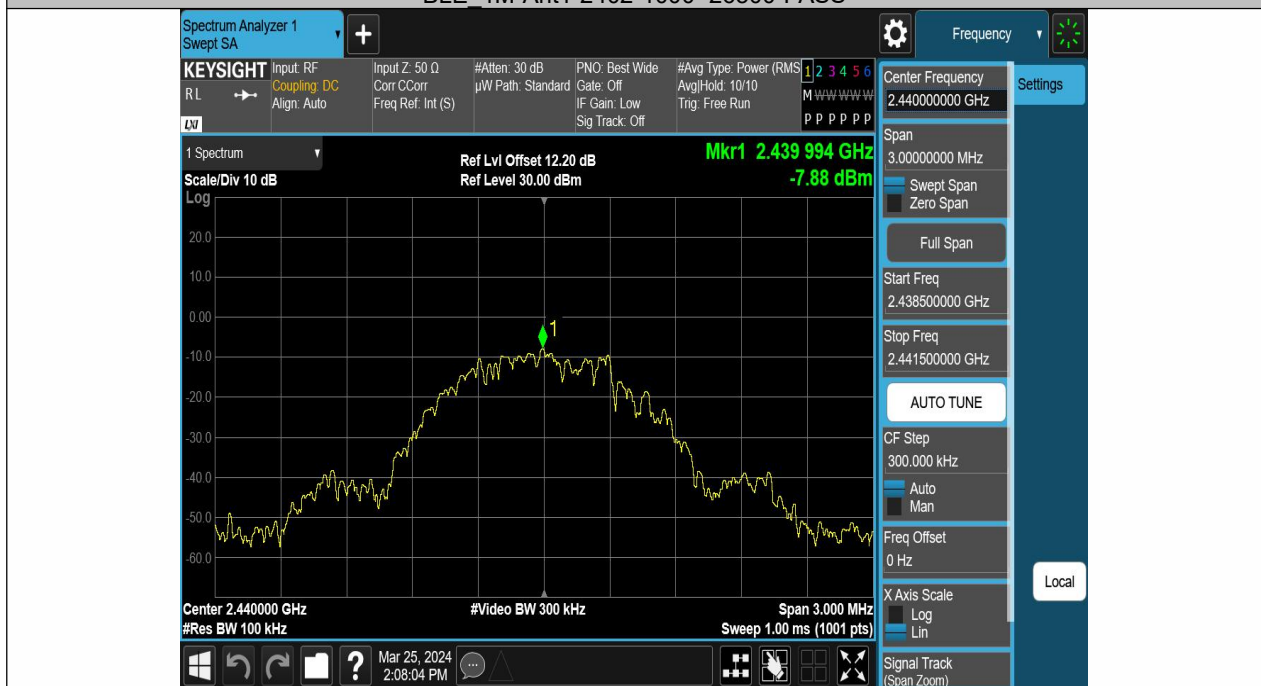 Spectrum Analyzer 1
Swept SA
+
Frequency
KEYSIGHT
RL
LXI
Input: RF
Coupling: DC
Align: Auto
Input Z: 50 Ω
Corr CCorr
Freq Ref: Int (S)
#Atten: 30 dB
µW Path: Standard
PNO: Best Wide
Gate: Off
IF Gain: Low
Sig Track: Off
#Avg Type: Power (RMS
Avg|Hold: 10/10
Trig: Free Run
1 2 3 4 5 6
M W W W W W
P P P P P P
1 Spectrum
Scale/Div 10 dB
Log
Ref Lvl Offset 12.20 dB
Ref Level 30.00 dBm
Mkr1 2.439 994 GHz
-7.88 dBm
20.0
10.0
0.00
-10.0
-20.0
-30.0
-40.0
-50.0
-60.0
1
Center 2.440000 GHz
#Res BW 100 kHz
#Video BW 300 kHz
Span 3.000 MHz
Sweep 1.00 ms (1001 pts)
Center Frequency
2.440000000 GHz
Settings
Span
3.00000000 MHz
Swept Span
Zero Span
Full Span
Start Freq
2.438500000 GHz
Stop Freq
2.441500000 GHz
AUTO TUNE
CF Step
300.000 kHz
Auto
Man
Freq Offset
0 Hz
X Axis Scale
Log
Lin
Signal Track
(Span Zoom)
Local
?
Mar 25, 2024
2:08:04 PM